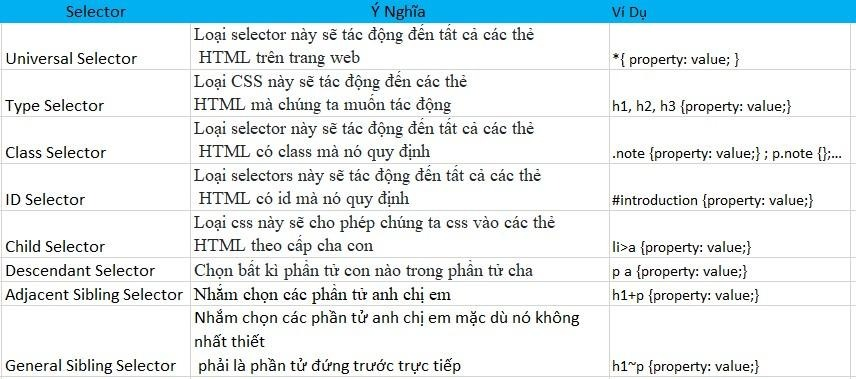 Selector Ý Nghĩa Ví Dụ
Loại selector này sẽ tác động đến tất cả các thẻ
Universal Selector HTML trên trang web *{ property: value; }
Loại CSS này sẽ tác động đến các thẻ
Type Selector HTML mà chúng ta muốn tác động h1, h2, h3 {property: value;}
Loại selector này sẽ tác động đến tất cả các thẻ
Class Selector HTML có class mà nó quy định .note {property: value;} ; p.note {};...
Loại selectors này sẽ tác động đến tất cả các thẻ
ID Selector HTML có id mà nó quy định #introduction {property: value;}
Loại css này sẽ cho phép chúng ta css vào các thẻ
Child Selector HTML theo cấp cha con li>a {property: value;}
Descendant Selector Chọn bất kì phần tử con nào trong phần tử cha p a {property: value;}
Adjacent Sibling Selector Nhắm chọn các phần tử anh chị em h1+p {property: value;}
Nhắm chọn các phần tử anh chị em mặc dù nó không
nhất thiết
General Sibling Selector phải là phần tử đứng trước trực tiếp h1~p {property: value;}